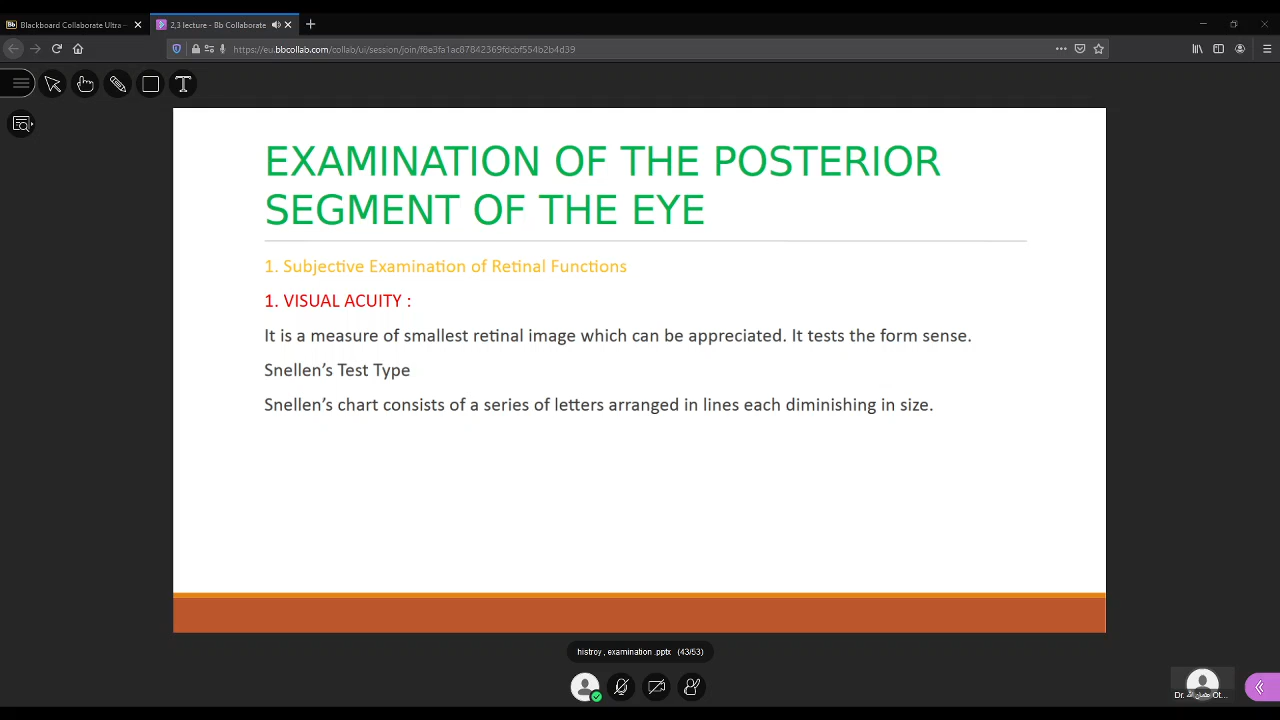 Blackboard Collaborate Ultra –
2,3 lecture - Bb Collaborate
https://eu.bbcollab.com/collab/ui/session/join/f8e3fa1ac87842369fdcbf554b2b4d39
EXAMINATION OF THE POSTERIOR
SEGMENT OF THE EYE
1. Subjective Examination of Retinal Functions
1. VISUAL ACUITY :
It is a measure of smallest retinal image which can be appreciated. It tests the form sense.
Snellen’s Test Type
Snellen’s chart consists of a series of letters arranged in lines each diminishing in size.
histroy , examination .pptx (43/53)
Dr.